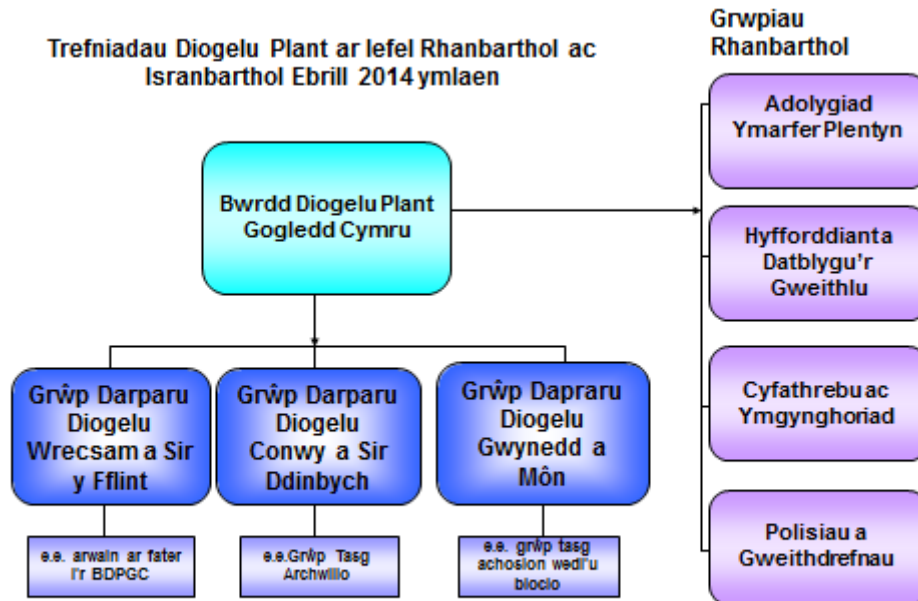 Trefniadau Diogelu Plant ar lefel Rhanbarthol ac
Isranbarthol Ebrill 2014 ymlaen
Grwpiau
Rhanbarthol
Bwrdd Diogelu Plant
Gogledd Cymru
Adolygiad
Ymarfer Plentyn
Hyfforddiant a
Datblygu'r
Gweithlu
Cyfathrebu ac
Ymgynghoriad
Polisiau a
Gweithdrefnau
Grŵp Darparu
Diogelu
Wrecsam a Sir
y Fflint
Grŵp Darparu
Diogelu
Conwy a Sir
Ddinbych
Grŵp Dapraru
Diogelu
Gwynedd a
Môn
e.e. arwain ar fater
i'r BDPGC
e.e.Grŵp Tasg
Archwilio
e.e. grŵp tasg
achosion wedi'u
blocio